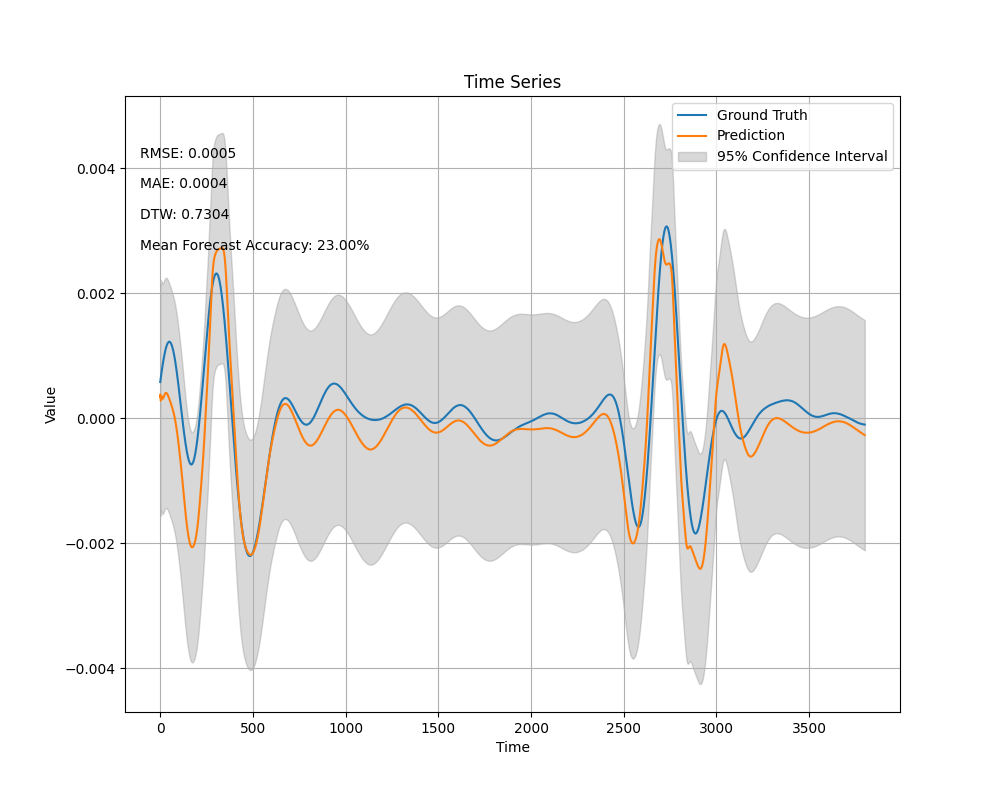 Time Series
Ground Truth
Prediction
95% Confidence Interval
RMSE: 0.0005
MAE: 0.0004
DTW: 0.7304
Mean Forecast Accuracy: 23.00%
0.004
0.002
0.000
−0.002
−0.004
Value
0 500 1000 1500 2000 2500 3000 3500
Time